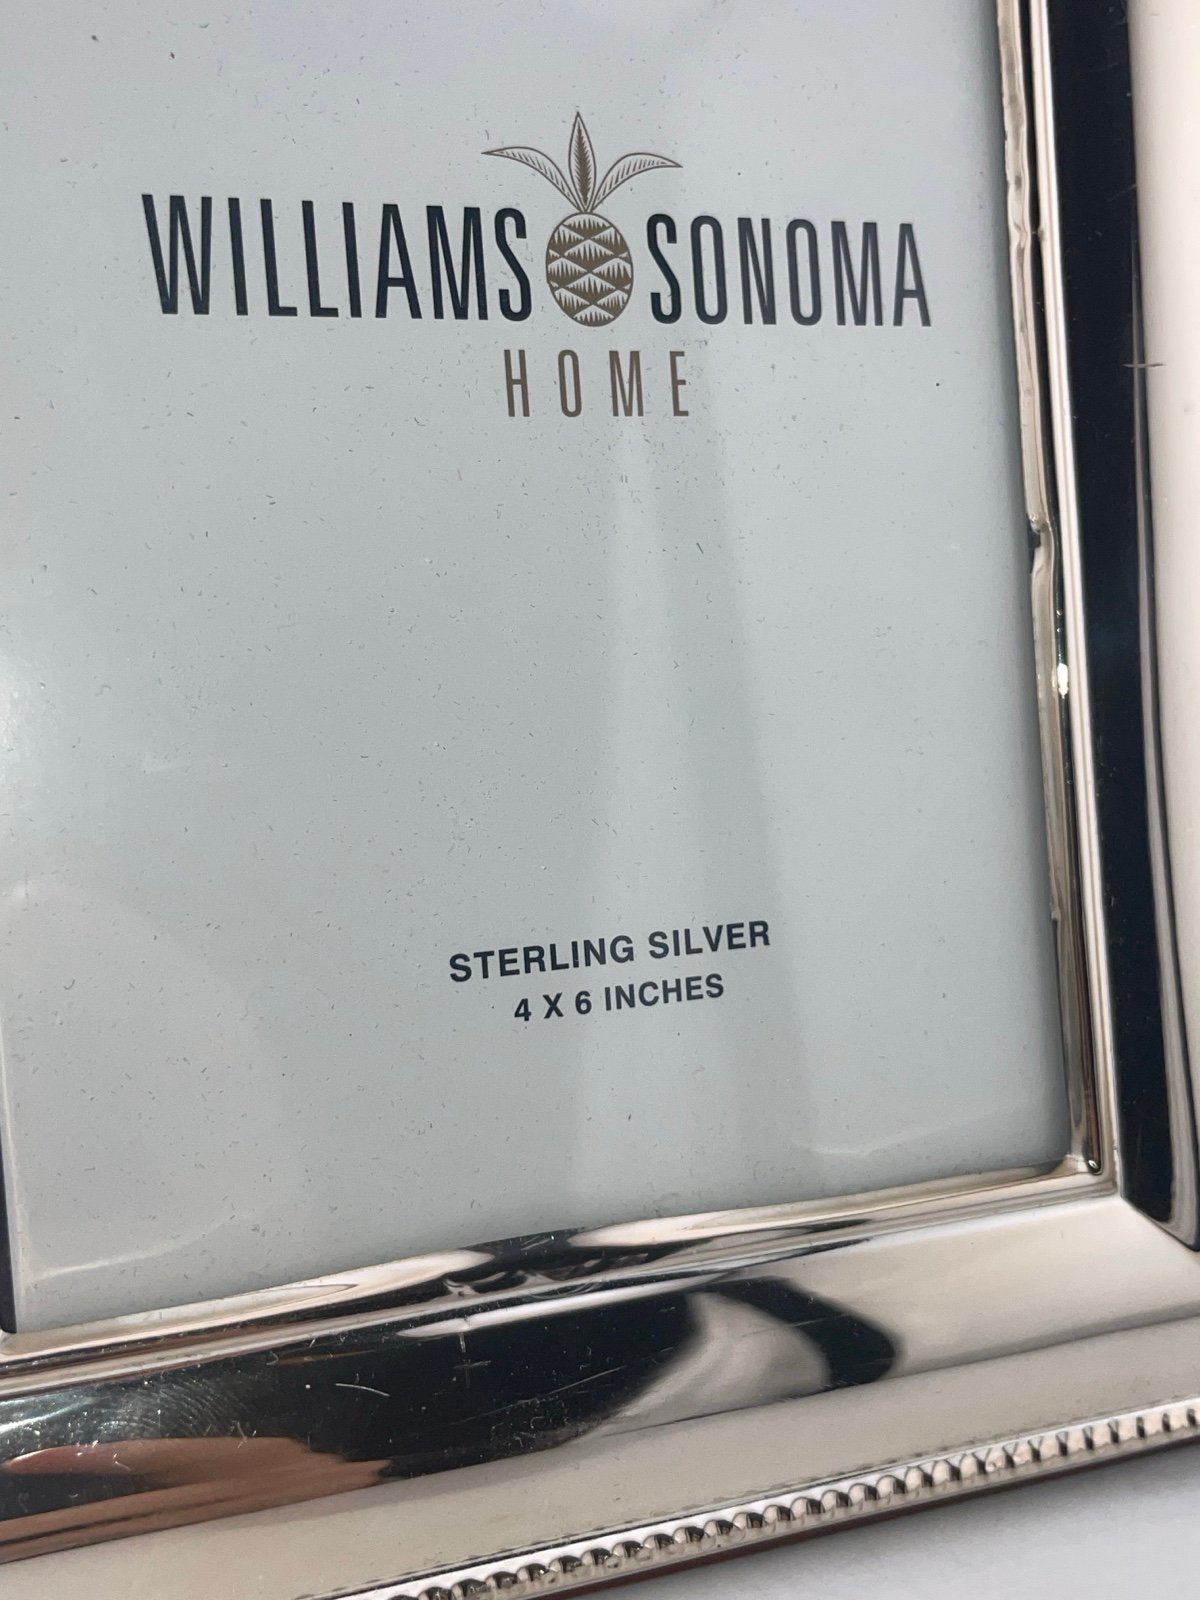 WILLIAMS SONOMA
HOME
STERLING SILVER
4 X 6 INCHES